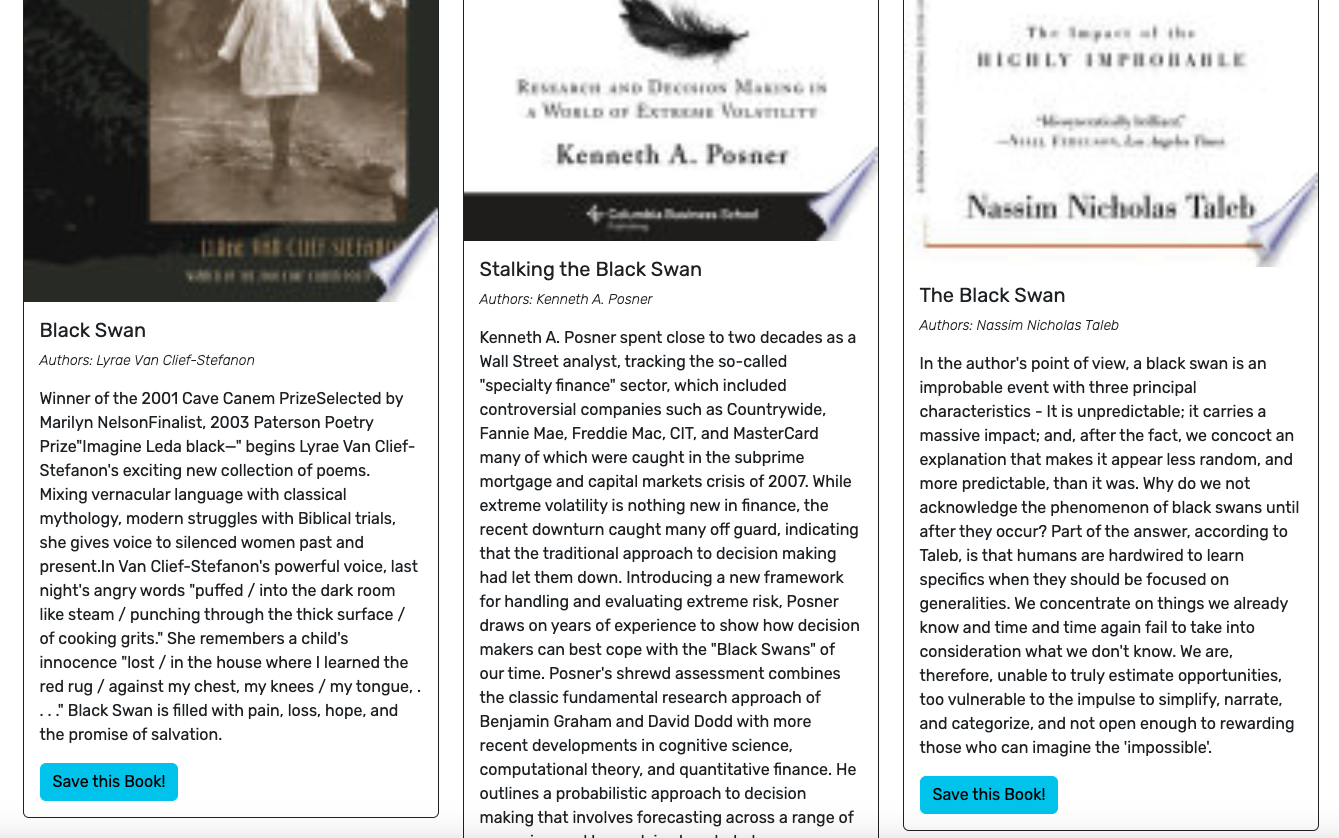 Black Swan
Authors: Lyrae Van Clief-Stefanon
Winner of the 2001 Cave Canem PrizeSelected by
Marilyn NelsonFinalist, 2003 Paterson Poetry
Prize"Imagine Leda black—" begins Lyrae Van Clief-
Stefanon's exciting new collection of poems.
Mixing vernacular language with classical
mythology, modern struggles with Biblical trials,
she gives voice to silenced women past and
present.In Van Clief-Stefanon's powerful voice, last
night's angry words "puffed / into the dark room
like steam / punching through the thick surface /
of cooking grits." She remembers a child's
innocence "lost / in the house where I learned the
red rug / against my chest, my knees / my tongue, .
. . ." Black Swan is filled with pain, loss, hope, and
the promise of salvation.
Save this Book!
Research and Decision Making in
a World of Extreme Volatility
Kenneth A. Posner
Columbia Business School
Publishing
Stalking the Black Swan
Authors: Kenneth A. Posner
Kenneth A. Posner spent close to two decades as a
Wall Street analyst, tracking the so-called
"specialty finance" sector, which included
controversial companies such as Countrywide,
Fannie Mae, Freddie Mac, CIT, and MasterCard
many of which were caught in the subprime
mortgage and capital markets crisis of 2007. While
extreme volatility is nothing new in finance, the
recent downturn caught many off guard, indicating
that the traditional approach to decision making
had let them down. Introducing a new framework
for handling and evaluating extreme risk, Posner
draws on years of experience to show how decision
makers can best cope with the "Black Swans" of
our time. Posner's shrewd assessment combines
the classic fundamental research approach of
Benjamin Graham and David Dodd with more
recent developments in cognitive science,
computational theory, and quantitative finance. He
outlines a probabilistic approach to decision
making that involves forecasting across a range of
The Impact of the
HIGHLY IMPROBABLE
"Idiosyncratically brilliant."
—Niall Ferguson, Los Angeles Times
Nassim Nicholas Taleb
The Black Swan
Authors: Nassim Nicholas Taleb
In the author's point of view, a black swan is an
improbable event with three principal
characteristics - It is unpredictable; it carries a
massive impact; and, after the fact, we concoct an
explanation that makes it appear less random, and
more predictable, than it was. Why do we not
acknowledge the phenomenon of black swans until
after they occur? Part of the answer, according to
Taleb, is that humans are hardwired to learn
specifics when they should be focused on
generalities. We concentrate on things we already
know and time and time again fail to take into
consideration what we don't know. We are,
therefore, unable to truly estimate opportunities,
too vulnerable to the impulse to simplify, narrate,
and categorize, and not open enough to rewarding
those who can imagine the 'impossible'.
Save this Book!